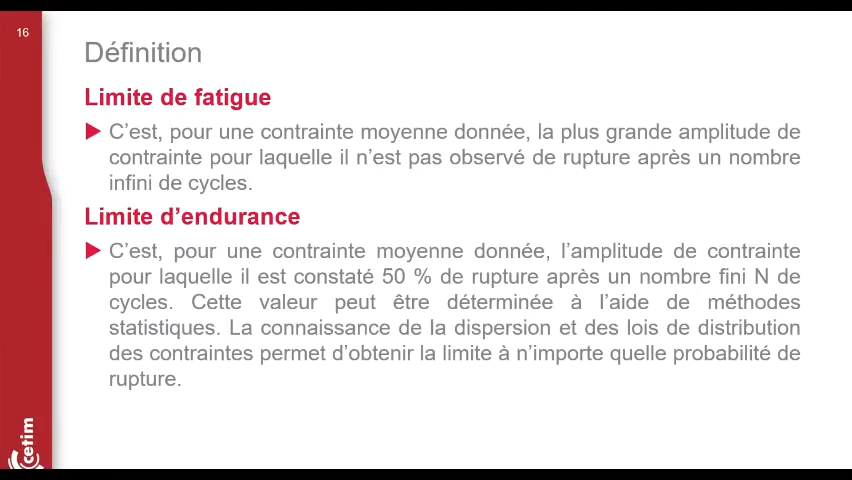 16
Définition
Limite de fatigue
C’est, pour une contrainte moyenne donnée, la plus grande amplitude de
contrainte pour laquelle il n’est pas observé de rupture après un nombre
infini de cycles.
Limite d’endurance
C’est, pour une contrainte moyenne donnée, l’amplitude de contrainte
pour laquelle il est constaté 50 % de rupture après un nombre fini N de
cycles. Cette valeur peut être déterminée à l’aide de méthodes
statistiques. La connaissance de la dispersion et des lois de distribution
des contraintes permet d’obtenir la limite à n’importe quelle probabilité de
rupture.
cetim